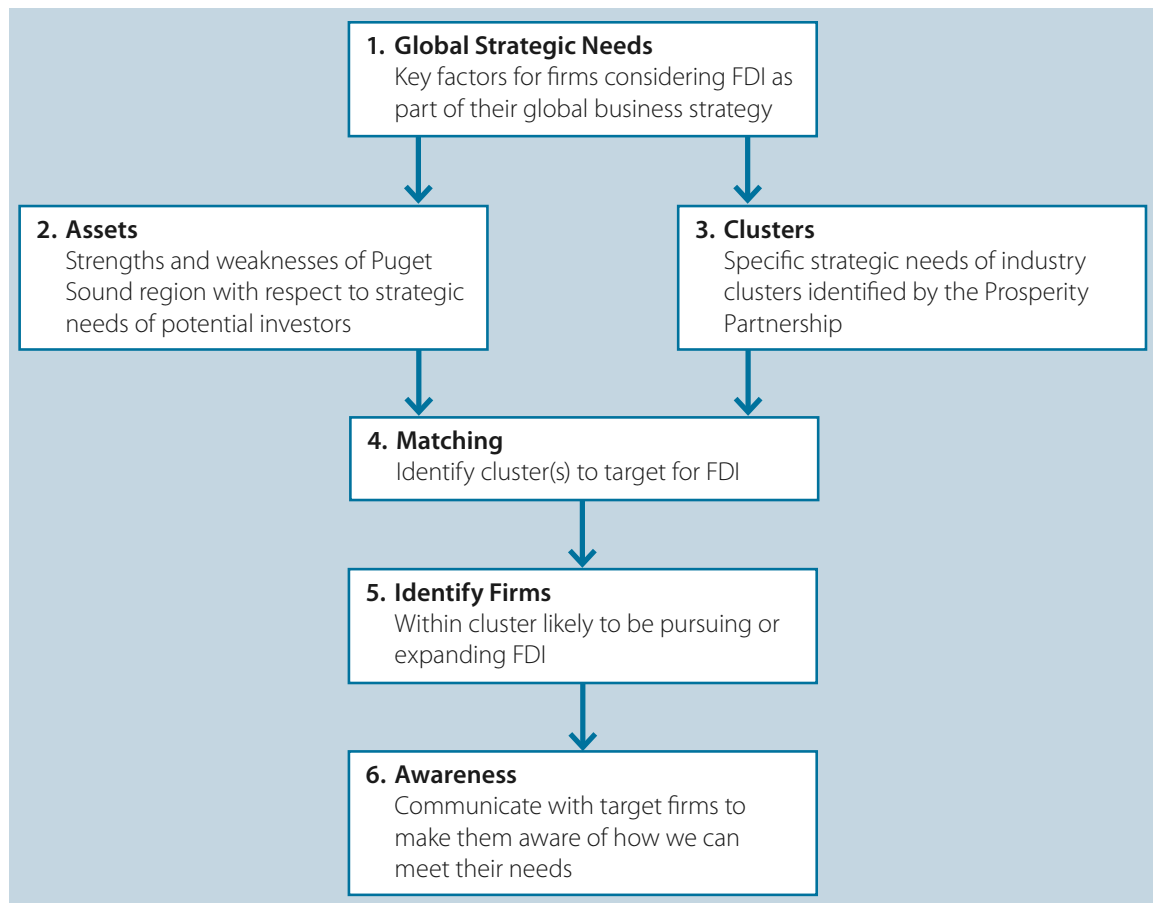 1. Global Strategic Needs
Key factors for firms considering FDI as
part of their global business strategy
2. Assets
Strengths and weaknesses of Puget
Sound region with respect to strategic
needs of potential investors
3. Clusters
Specific strategic needs of industry
clusters identified by the Prosperity
Partnership
4. Matching
Identify cluster(s) to target for FDI
5. Identify Firms
Within cluster likely to be pursuing or
expanding FDI
6. Awareness
Communicate with target firms to
make them aware of how we can
meet their needs